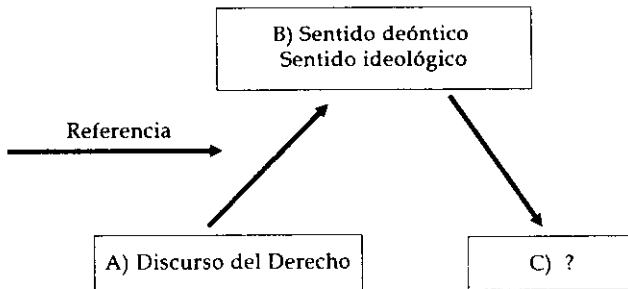 B) Sentido deóntico
Sentido ideológico
Referencia
A) Discurso del Derecho
C) ?